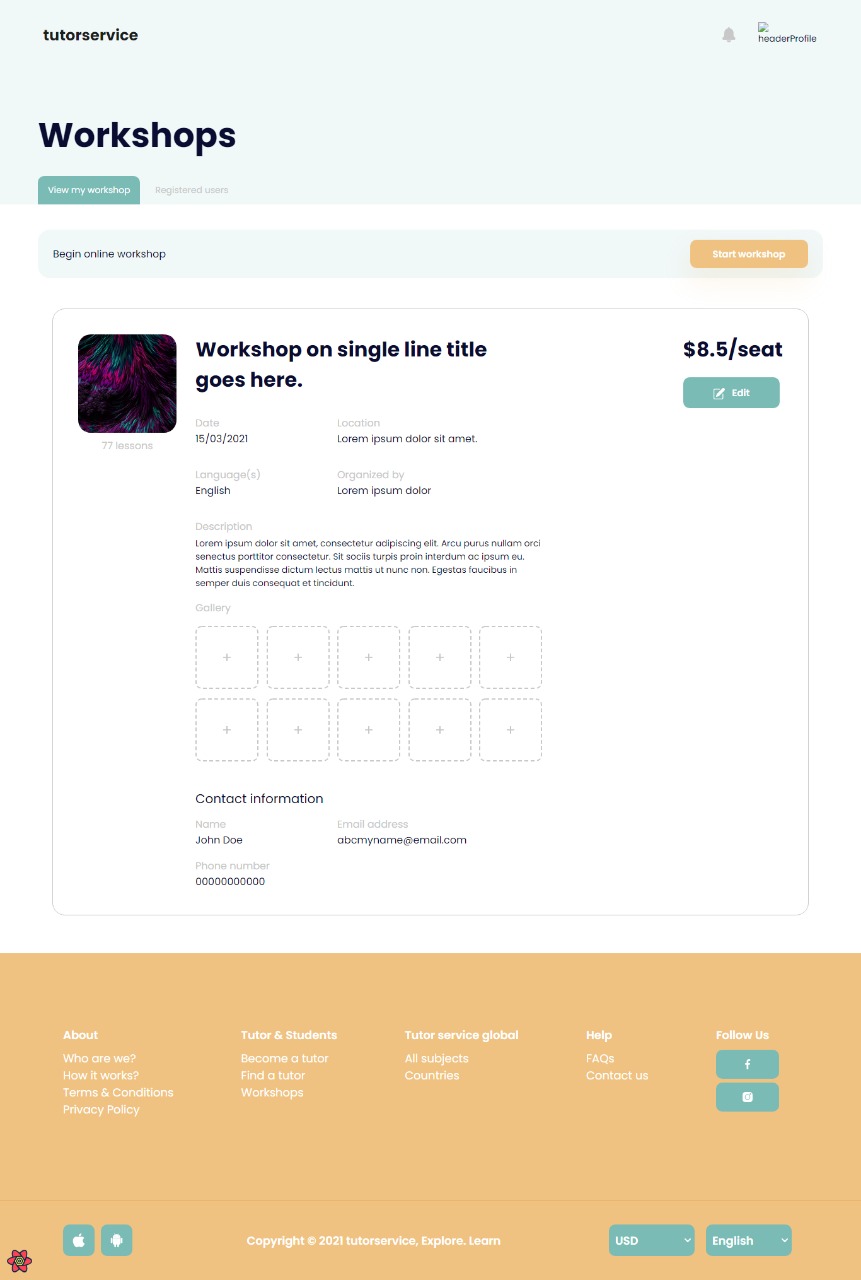 tutorservice
headerProfile
Workshops
View my workshop
Registered users
Begin online workshop
Start workshop
Workshop on single line title
goes here.
$8.5/seat
Edit
77 lessons
Date
Location
15/03/2021
Lorem ipsum dolor sit amet.
Language(s)
Organized by
English
Lorem ipsum dolor
Description
Lorem ipsum dolor sit amet, consectetur adipiscing elit. Arcu purus nullam orci
senectus porttitor consectetur. Sit sociis turpis proin interdum ac ipsum eu.
Mattis suspendisse dictum lectus mattis ut nunc non. Egestas faucibus in
semper duis consequat et tincidunt.
Gallery
+ + + + +
+ + + + +
Contact information
Name
Email address
John Doe
abcmyname@email.com
Phone number
00000000000
About
Who are we?
How it works?
Terms & Conditions
Privacy Policy
Tutor & Students
Become a tutor
Find a tutor
Workshops
Tutor service global
All subjects
Countries
Help
FAQs
Contact us
Follow Us
Copyright © 2021 tutorservice, Explore. Learn
USD
English